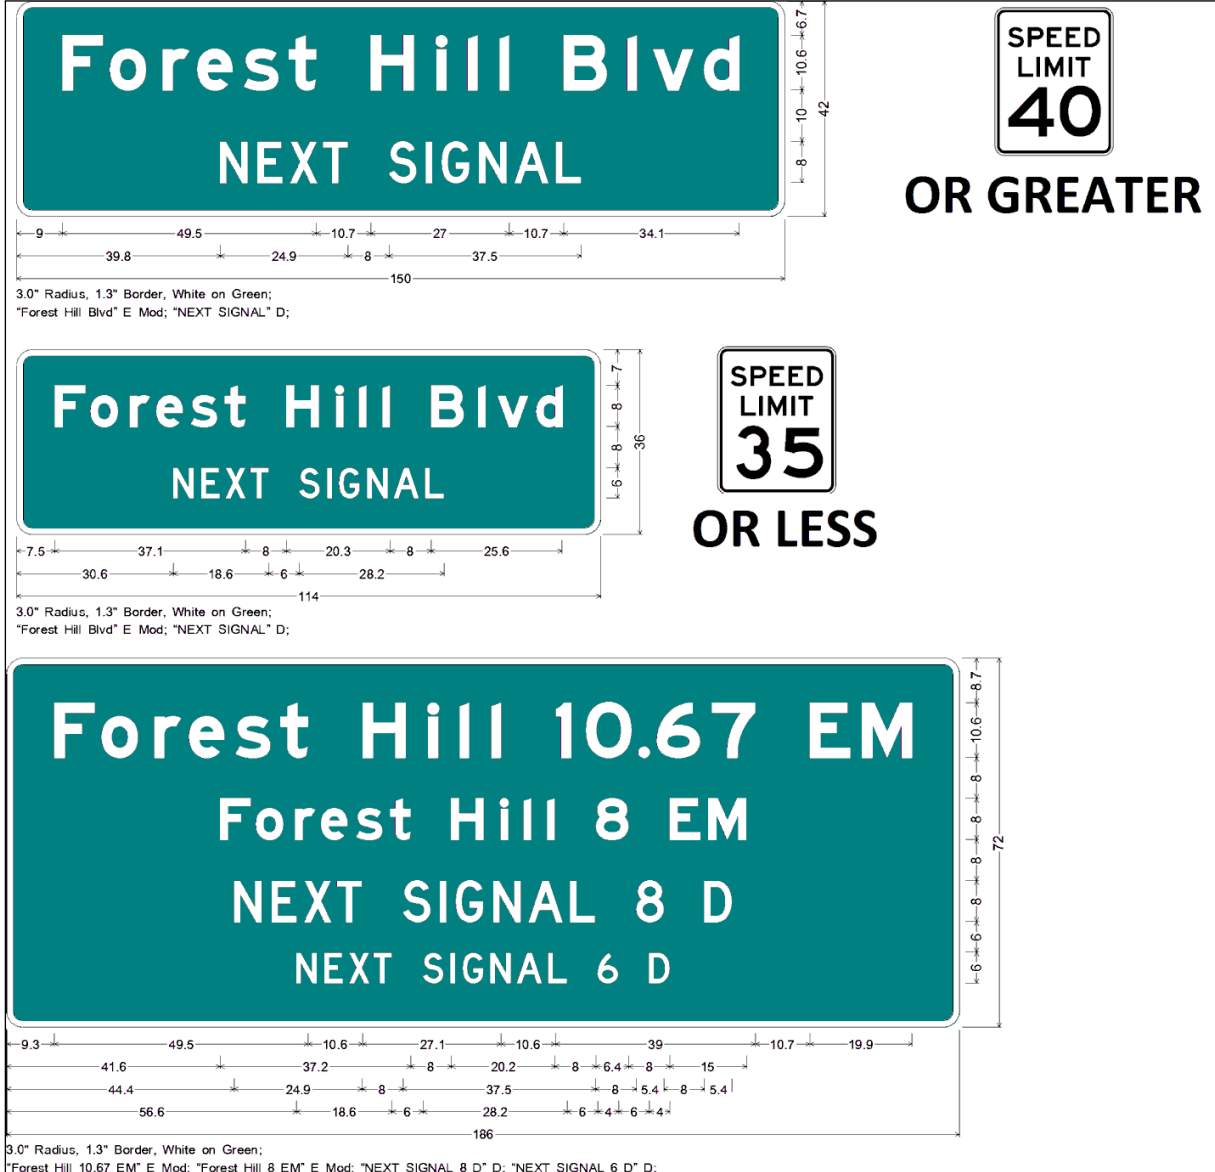 Forest Hill Blvd
NEXT SIGNAL
6.7
10.6
10
8
42
9 49.5 10.7 27 10.7 34.1
39.8 24.9 8 37.5
150
3.0" Radius, 1.3" Border, White on Green;
"Forest Hill Blvd" E Mod; "NEXT SIGNAL" D;
SPEED
LIMIT
40
OR GREATER
Forest Hill Blvd
NEXT SIGNAL
7
8
8
6
36
7.5 37.1 8 20.3 8 25.6
30.6 18.6 6 28.2
114
3.0" Radius, 1.3" Border, White on Green;
"Forest Hill Blvd" E Mod; "NEXT SIGNAL" D;
SPEED
LIMIT
35
OR LESS
Forest Hill 10.67 EM
Forest Hill 8 EM
NEXT SIGNAL 8 D
NEXT SIGNAL 6 D
8.7
10.6
8
8
8
8
6
6
72
9.3 49.5 10.6 27.1 10.6 39 10.7 19.9
41.6 37.2 8 20.2 8 6.4 8 15
44.4 24.9 8 37.5 8 5.4 8 5.4
56.6 18.6 6 28.2 6 4 6 4
186
3.0" Radius, 1.3" Border, White on Green;
"Forest Hill 10.67 EM" E Mod; "Forest Hill 8 EM" E Mod; "NEXT SIGNAL 8 D" D; "NEXT SIGNAL 6 D" D;